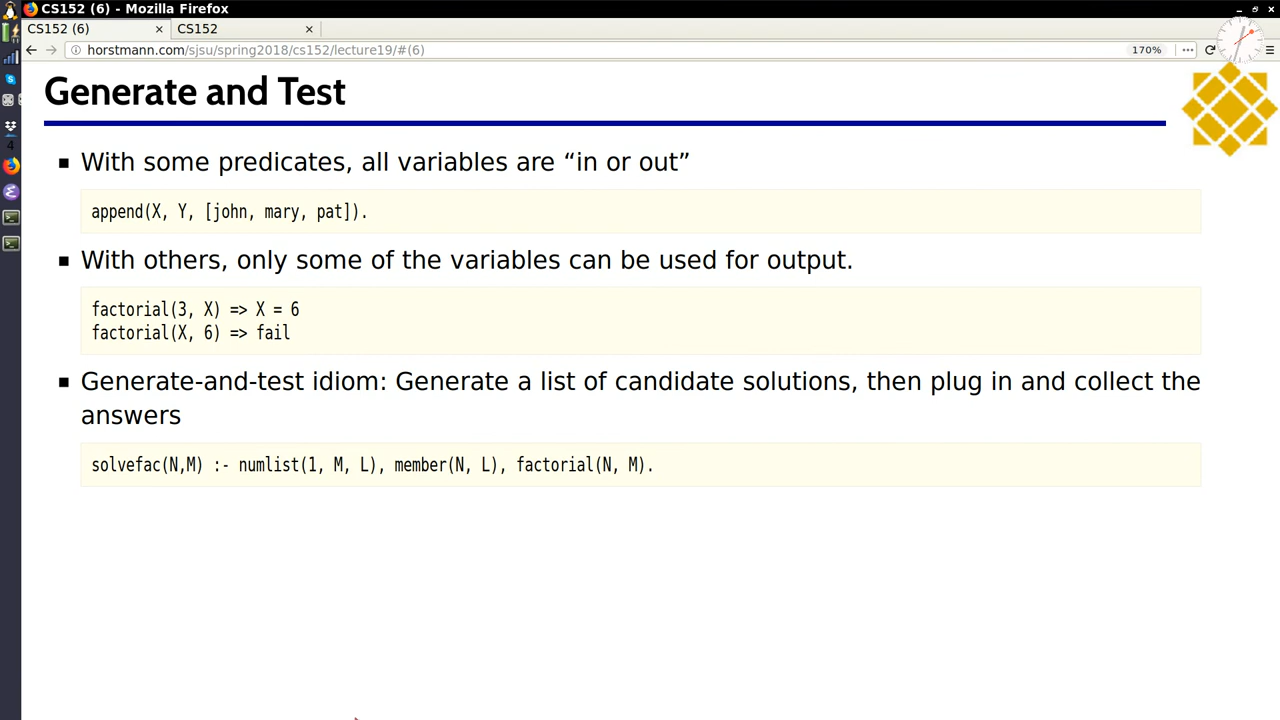 CS152 (6) - Mozilla Firefox
CS152 (6)
CS152
horstmann.com/sjsu/spring2018/cs152/lecture19/#(6)
170%
4
Generate and Test
With some predicates, all variables are “in or out”
append(X, Y, [john, mary, pat]).
With others, only some of the variables can be used for output.
factorial(3, X) => X = 6
factorial(X, 6) => fail
Generate-and-test idiom: Generate a list of candidate solutions, then plug in and collect the
answers
solvefac(N,M) :- numlist(1, M, L), member(N, L), factorial(N, M).